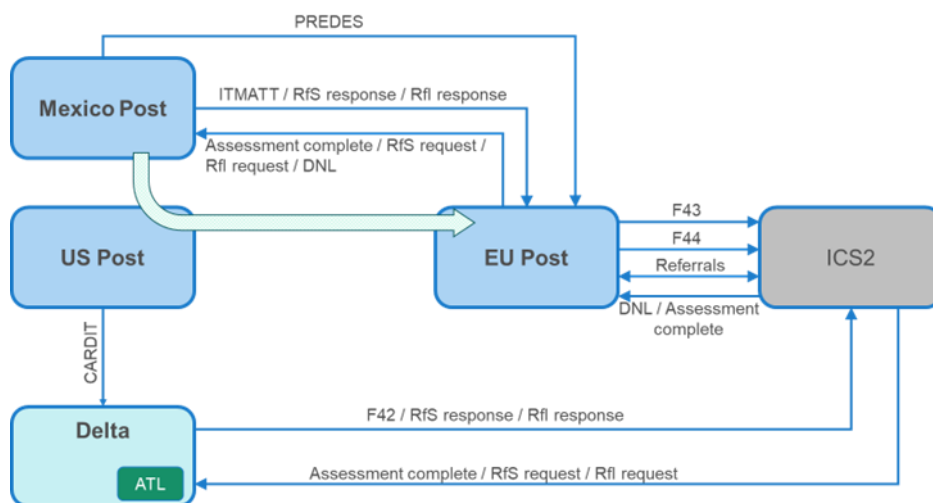 PREDES
Mexico Post
ITMATT / RfS response / RfI response
Assessment complete / RfS request /
RfI request / DNL
US Post
EU Post
F43
F44
Referrals
ICS2
DNL / Assessment
complete
CARDIT
Delta
F42 / RfS response / RfI response
ATL
Assessment complete / RfS request / RfI request